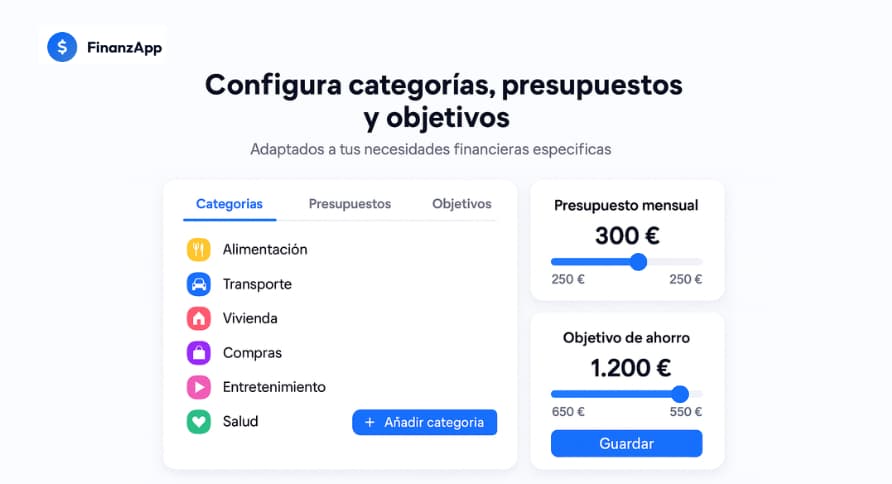 FinanzApp
Configura categorías, presupuestos
y objetivos
Adaptados a tus necesidades financieras especificas
Categorias
Presupuestos
Objetivos
Alimentación
Transporte
Vivienda
Compras
Entretenimiento
Salud
+ Añadir categoria
Presupuesto mensual
300 €
250 € 250 €
Objetivo de ahorro
1.200 €
650 € 550 €
Guardar